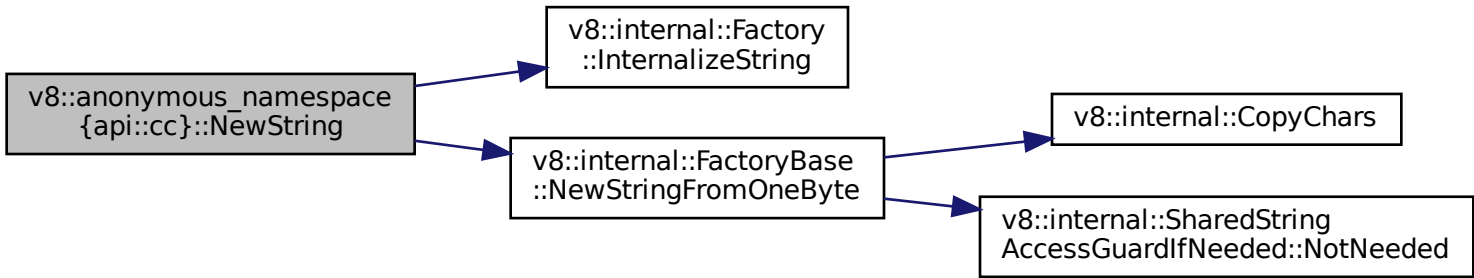 v8::anonymous_namespace
{api::cc}::NewString
v8::internal::Factory
::InternalizeString
v8::internal::FactoryBase
::NewStringFromOneByte
v8::internal::CopyChars
v8::internal::SharedString
AccessGuardIfNeeded::NotNeeded